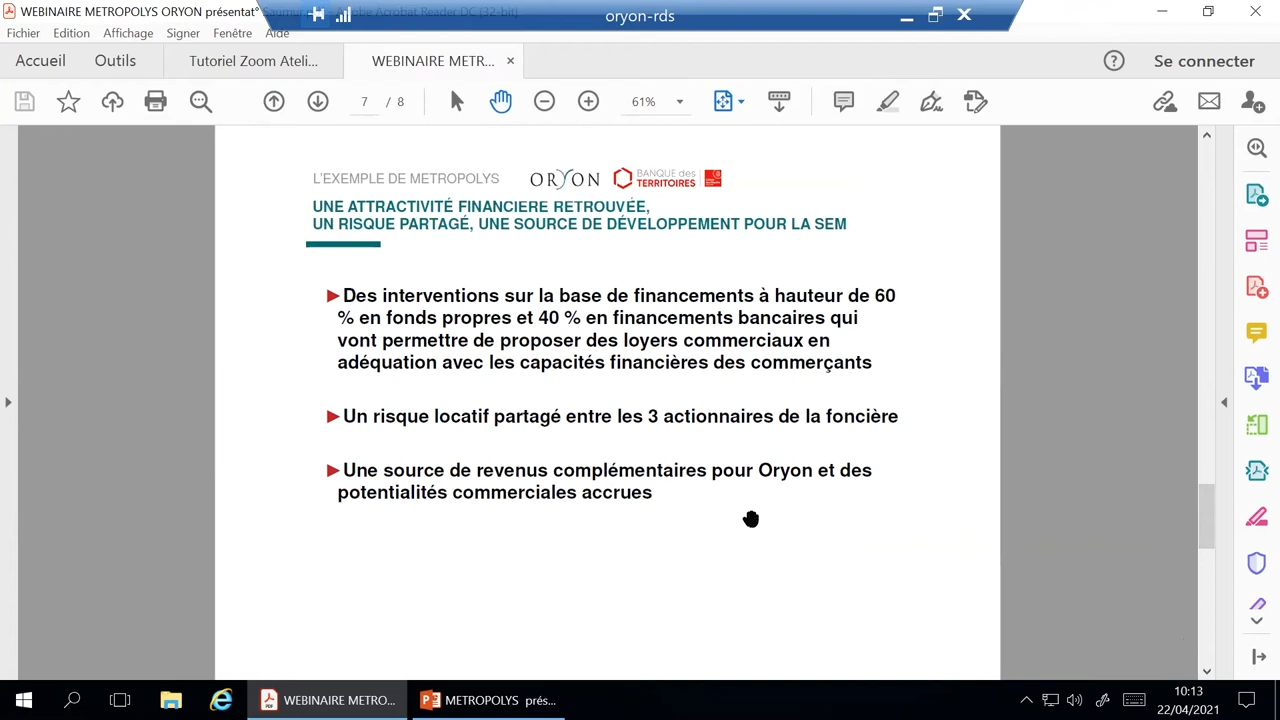 WEBINAIRE METROPOLYS ORYON présentat°
oryon-rds
Fichier Edition Affichage Signer Fenêtre Aide
Accueil Outils Tutoriel Zoom Ateli... WEBINAIRE METR... × Se connecter
7 / 8 61%
L'EXEMPLE DE METROPOLYS ORYON BANQUE des TERRITOIRES
UNE ATTRACTIVITÉ FINANCIERE RETROUVÉE,
UN RISQUE PARTAGÉ, UNE SOURCE DE DÉVELOPPEMENT POUR LA SEM
►Des interventions sur la base de financements à hauteur de 60
% en fonds propres et 40 % en financements bancaires qui
vont permettre de proposer des loyers commerciaux en
adéquation avec les capacités financières des commerçants
►Un risque locatif partagé entre les 3 actionnaires de la foncière
►Une source de revenus complémentaires pour Oryon et des
potentialités commerciales accrues
WEBINAIRE METRO... METROPOLYS prés...
10:13
22/04/2021